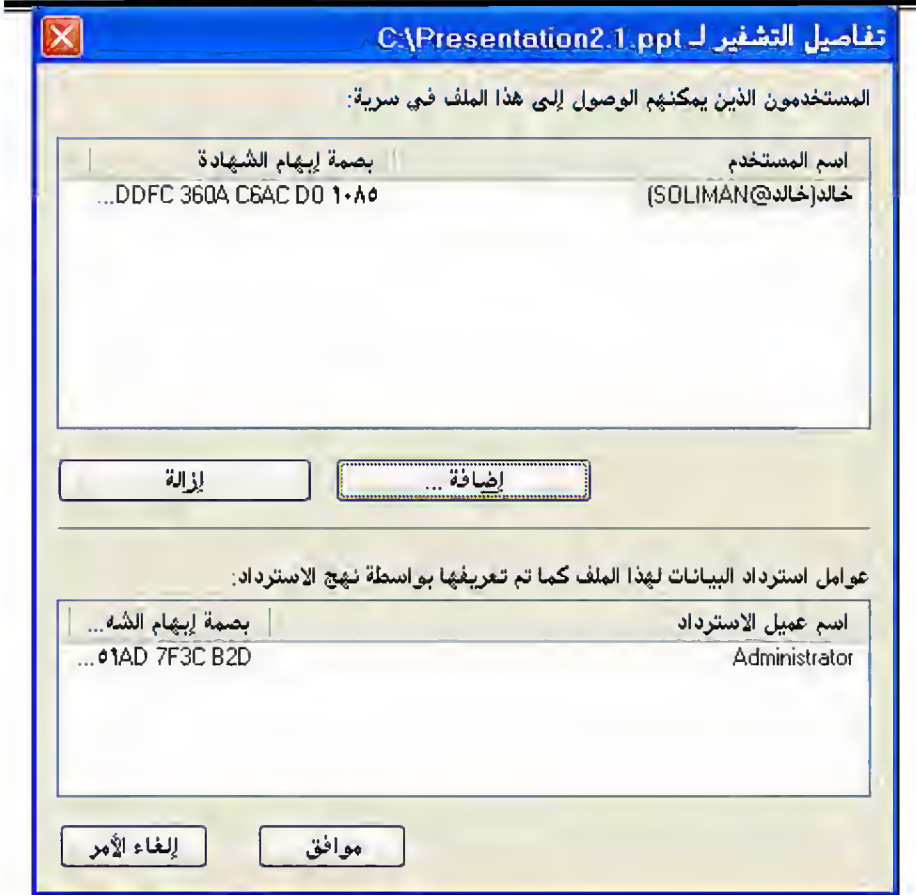 تفاصيل التشفير لـ C:\Presentation2.1.ppt
المستخدمون الذين يمكنهم الوصول إلى هذا الملف في سرية:
اسم المستخدم بصمة إبهام الشهادة
خالد(خالد@SOLIMAN) ١٠٨٥ DDFC 360A C6AC D0...
إضافة ... إزالة
عوامل استرداد البيانات لهذا الملف كما تم تعريفها بواسطة نهج الاسترداد:
اسم عميل الاسترداد بصمة إبهام الشه...
Administrator ٥١AD 7F3C B2D...
موافق إلغاء الأمر